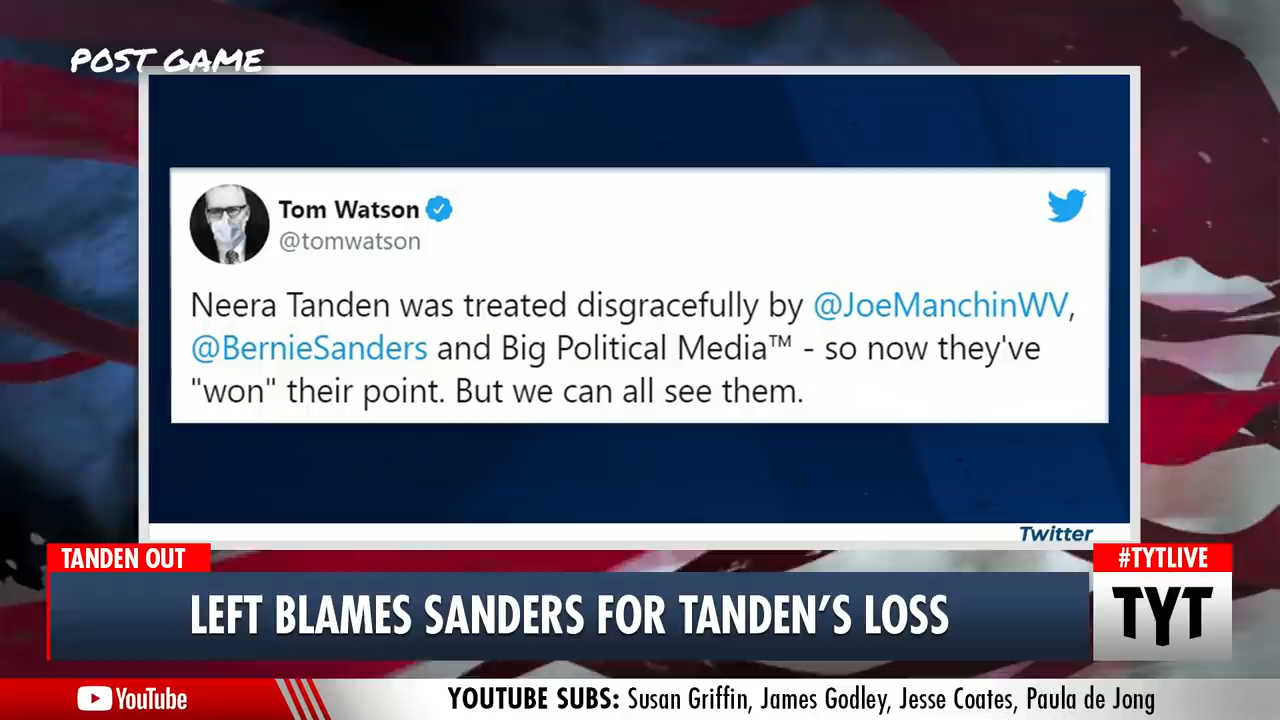 POST GAME
Tom Watson
@tomwatson
Neera Tanden was treated disgracefully by @JoeManchinWV,
@BernieSanders and Big Political Media™ - so now they've
"won" their point. But we can all see them.
Twitter
TANDEN OUT
#TYTLIVE
LEFT BLAMES SANDERS FOR TANDEN'S LOSS
TYT
YouTube
YOUTUBE SUBS: Susan Griffin, James Godley, Jesse Coates, Paula de Jong